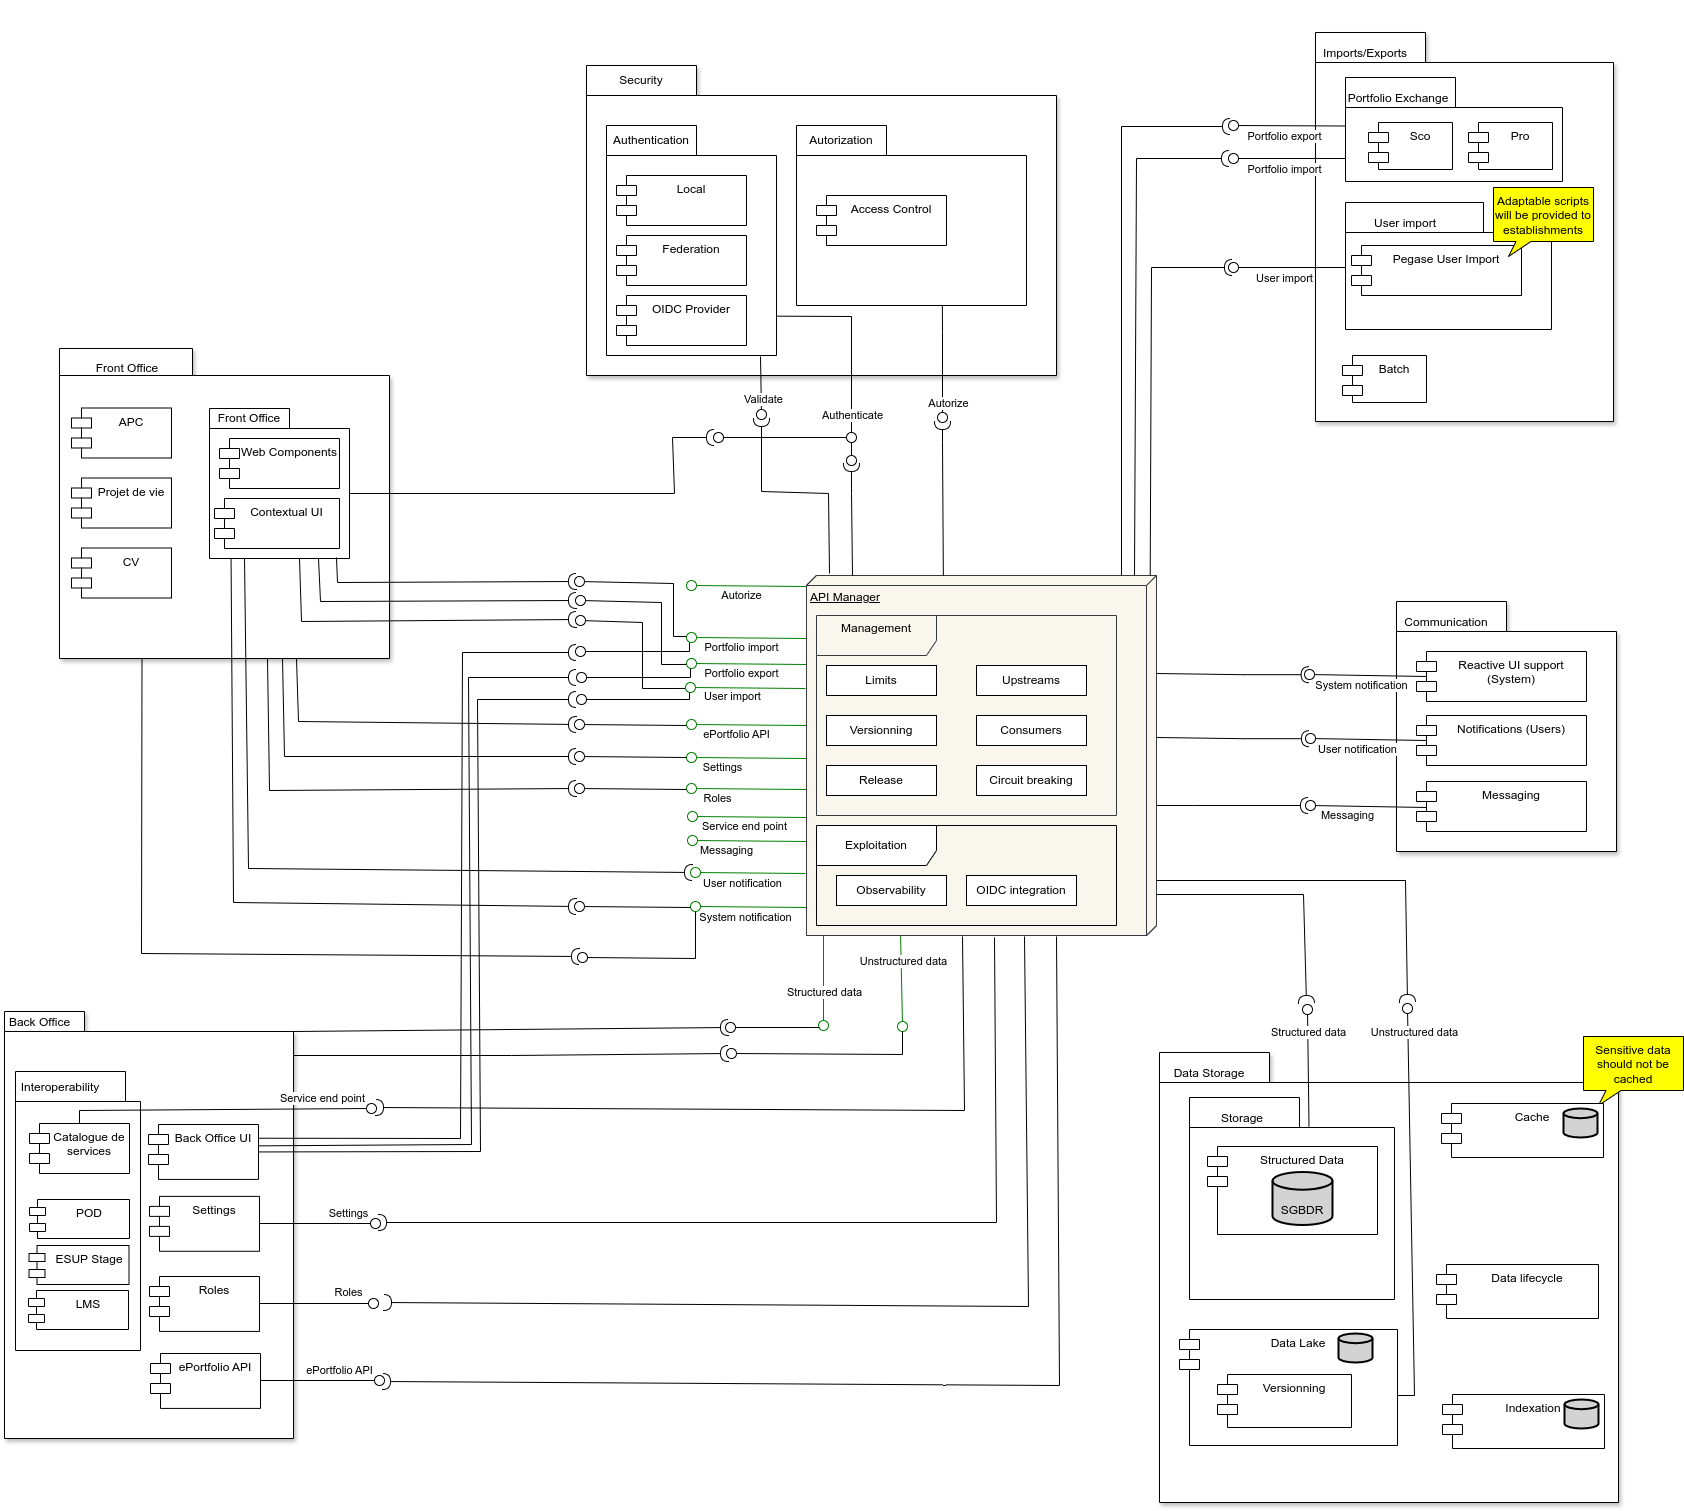 Imports/Exports
Portfolio Exchange
Sco
Pro
Portfolio export
Portfolio import
Adaptable scripts
will be provided to
establishments
User import
Pegase User Import
User import
Batch
Security
Authentication
Local
Federation
OIDC Provider
Autorization
Access Control
Validate
Authenticate
Autorize
Front Office
APC
Projet de vie
CV
Front Office
Web Components
Contextual UI
Autorize
Portfolio import
Portfolio export
User import
ePortfolio API
Settings
Roles
Service end point
Messaging
User notification
System notification
API Manager
Management
Limits
Upstreams
Versionning
Consumers
Release
Circuit breaking
Exploitation
Observability
OIDC integration
Communication
Reactive UI support
(System)
System notification
Notifications (Users)
User notification
Messaging
Messaging
Unstructured data
Structured data
Back Office
Interoperability
Service end point
Catalogue de
services
POD
ESUP Stage
LMS
Back Office UI
Settings
Settings
Roles
Roles
ePortfolio API
ePortfolio API
Structured data
Unstructured data
Data Storage
Sensitive data
should not be
cached
Storage
Structured Data
SGBDR
Cache
Data lifecycle
Data Lake
Versionning
Indexation